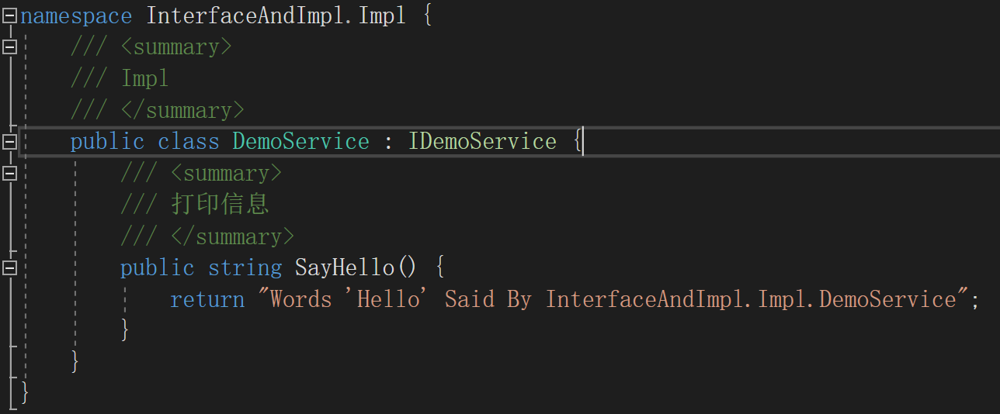 namespace InterfaceAndImpl.Impl {
/// <summary>
/// Impl
/// </summary>
public class DemoService : IDemoService {
/// <summary>
/// 打印信息
/// </summary>
public string SayHello() {
return "Words 'Hello' Said By InterfaceAndImpl.Impl.DemoService";
}
}
}